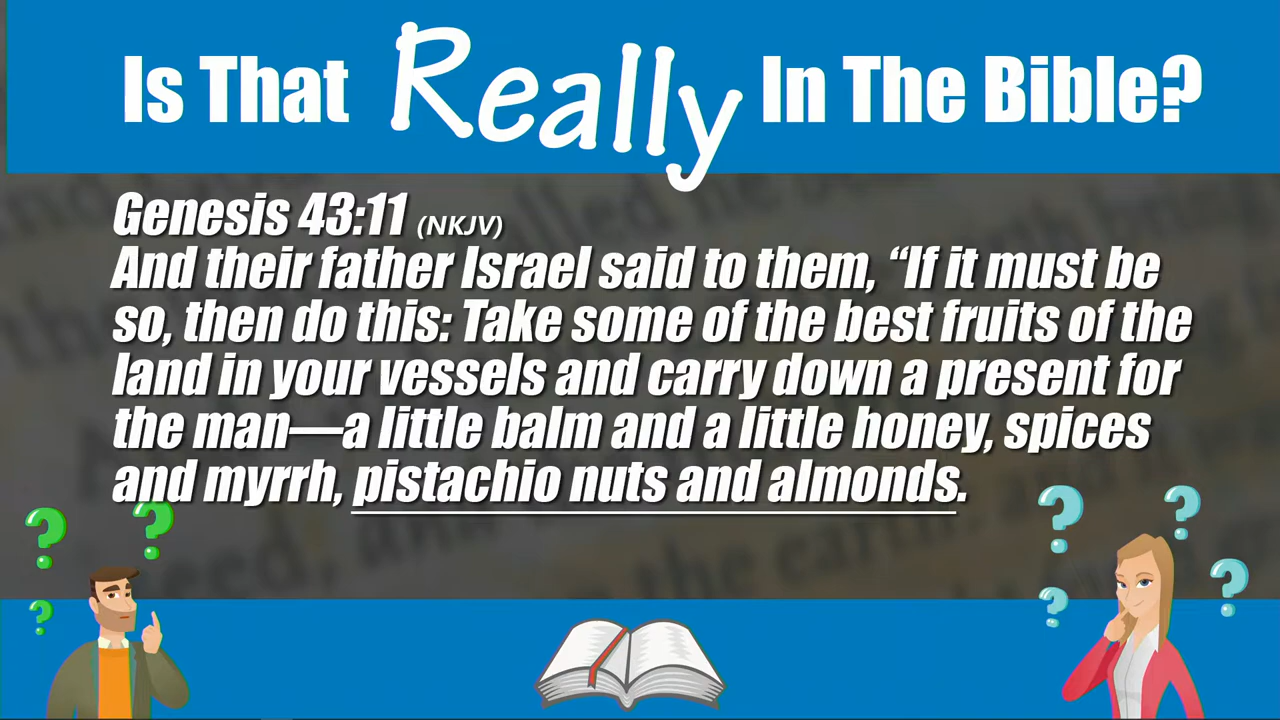 Is That Really In The Bible?
Genesis 43:11 (NKJV)
And their father Israel said to them, “If it must be
so, then do this: Take some of the best fruits of the
land in your vessels and carry down a present for
the man—a little balm and a little honey, spices
and myrrh, pistachio nuts and almonds.
? ? ? ? ? ? ?